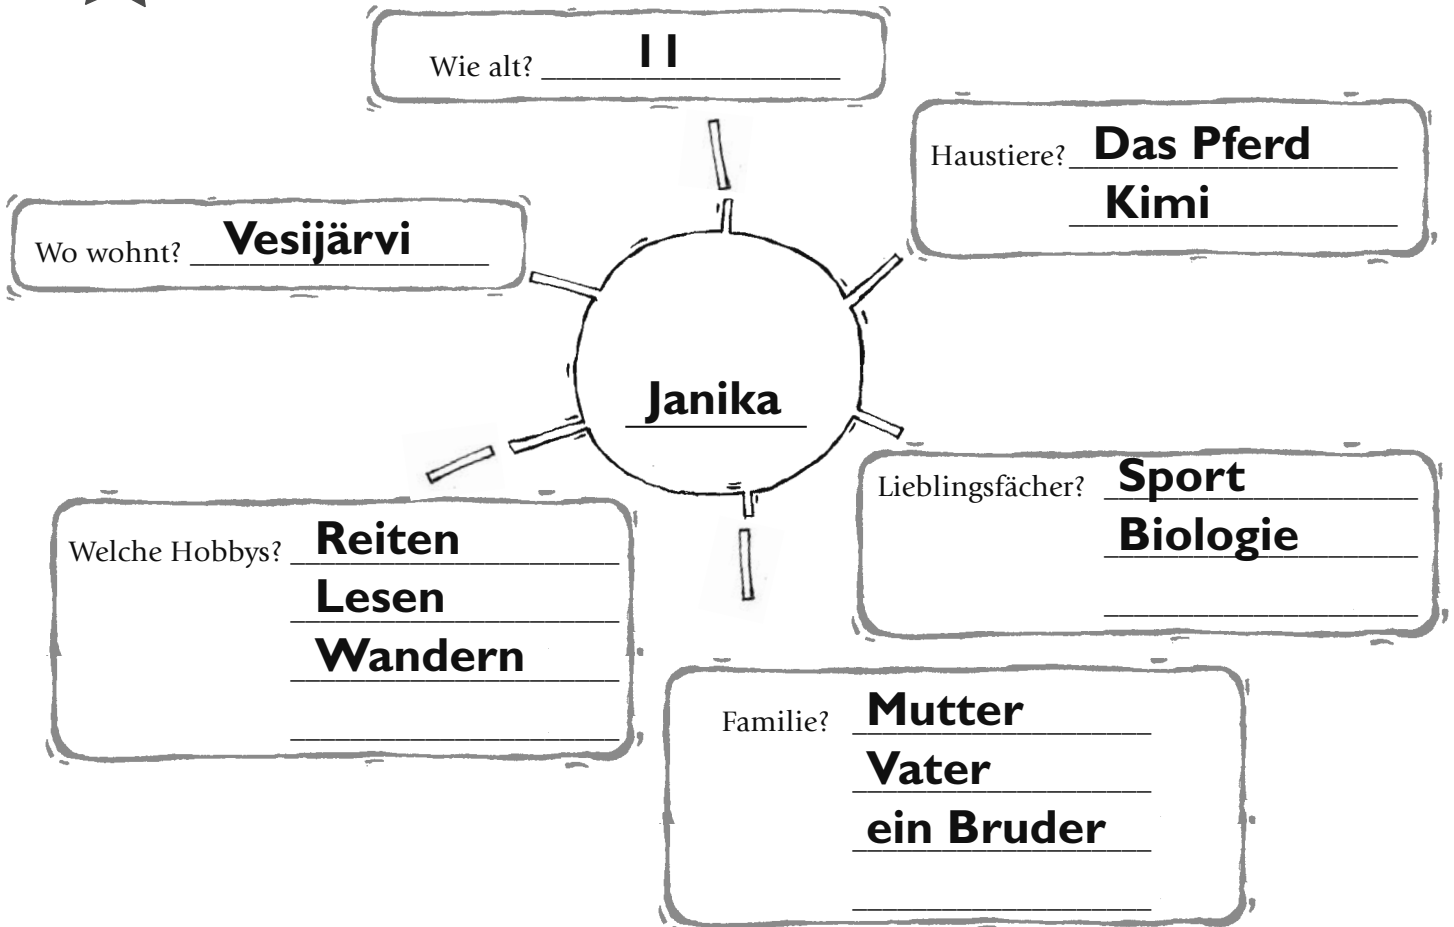 Wie alt? 11
Haustiere? Das Pferd
Kimi
Wo wohnt? Vesijärvi
Janika
Lieblingsfächer? Sport
Biologie
Welche Hobbys? Reiten
Lesen
Wandern
Familie? Mutter
Vater
ein Bruder